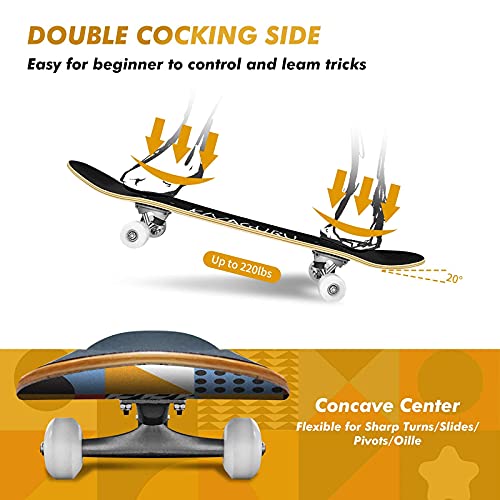 DOUBLE COCKING SIDE
Easy for beginner to control and leam tricks
Up to 220lbs
20°
Concave Center
Flexible for Sharp Turns/Slides/
Pivots/Oille